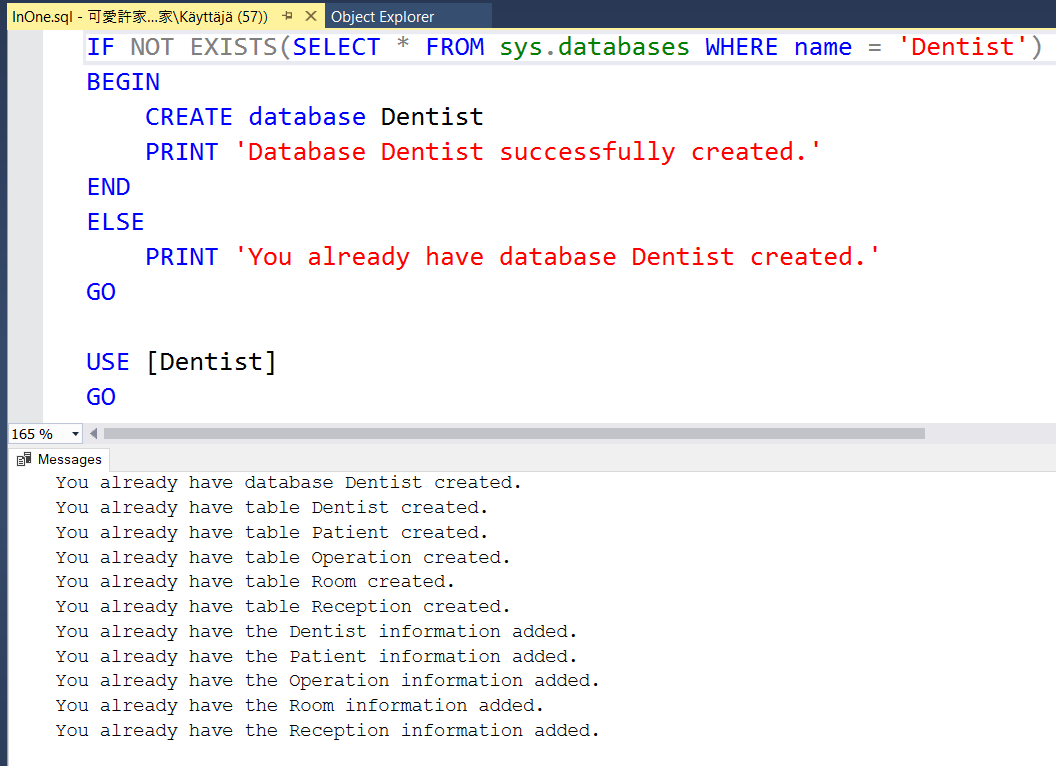 InOne.sql - 可愛許家...家\Käyttäjä (57))
Object Explorer
IF NOT EXISTS(SELECT * FROM sys.databases WHERE name = 'Dentist')
BEGIN
    CREATE database Dentist
    PRINT 'Database Dentist successfully created.'
END
ELSE
    PRINT 'You already have database Dentist created.'
GO
USE [Dentist]
GO
165 %
Messages
You already have database Dentist created.
You already have table Dentist created.
You already have table Patient created.
You already have table Operation created.
You already have table Room created.
You already have table Reception created.
You already have the Dentist information added.
You already have the Patient information added.
You already have the Operation information added.
You already have the Room information added.
You already have the Reception information added.